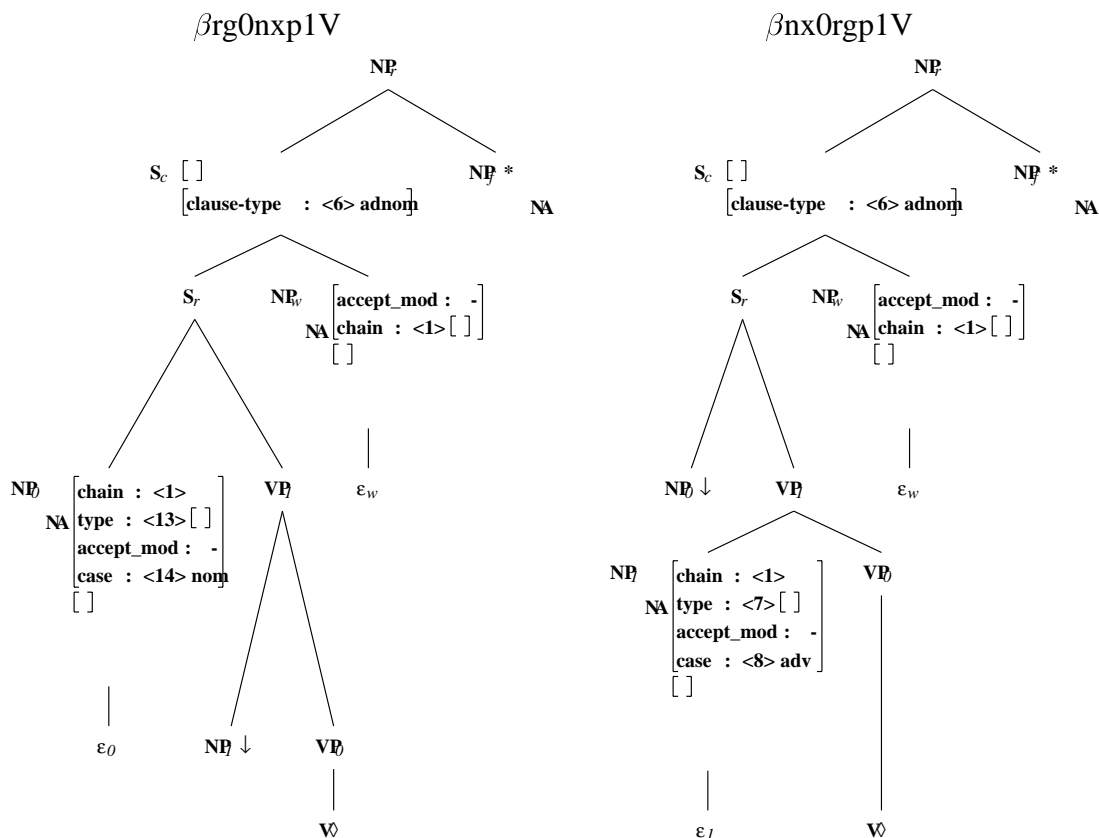 βrg0nxp1V βnx0rgp1V
NPr NPr
Sc [ ] NPf * Sc [ ] NPf *
[clause-type : <6> adnom] NA [clause-type : <6> adnom] NA
Sr NPw [accept_mod : - Sr NPw [accept_mod : -
NA chain : <1> [ ]] NA chain : <1> [ ]]
[ ] [ ]
NP0 [chain : <1> VP1 εw NP0 ↓ VP1 εw
NA type : <13> [ ]
accept_mod : -
case : <14> nom]
[ ]
NP1 [chain : <1> VP0
NA type : <7> [ ]
accept_mod : -
case : <8> adv]
[ ]
ε0 NP1 ↓ VP0
V◊ ε1 V◊